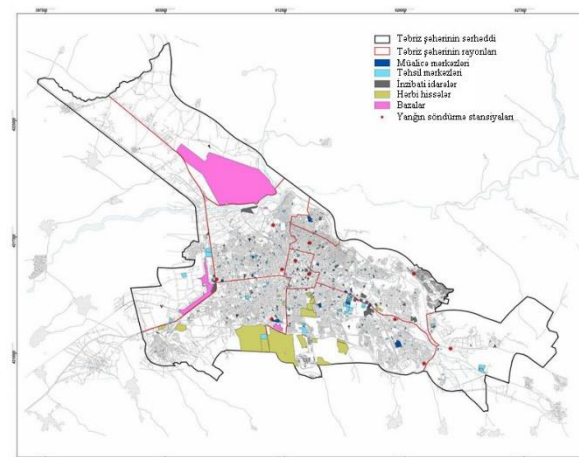 Təbriz şəhərinin sərhəddi
Təbriz şəhərinin rayonları
Müalicə mərkəzləri
Təhsil mərkəzləri
İnzibati idarələr
Hərbi hissələr
Bazalar
Yanğın söndürmə stansiyaları